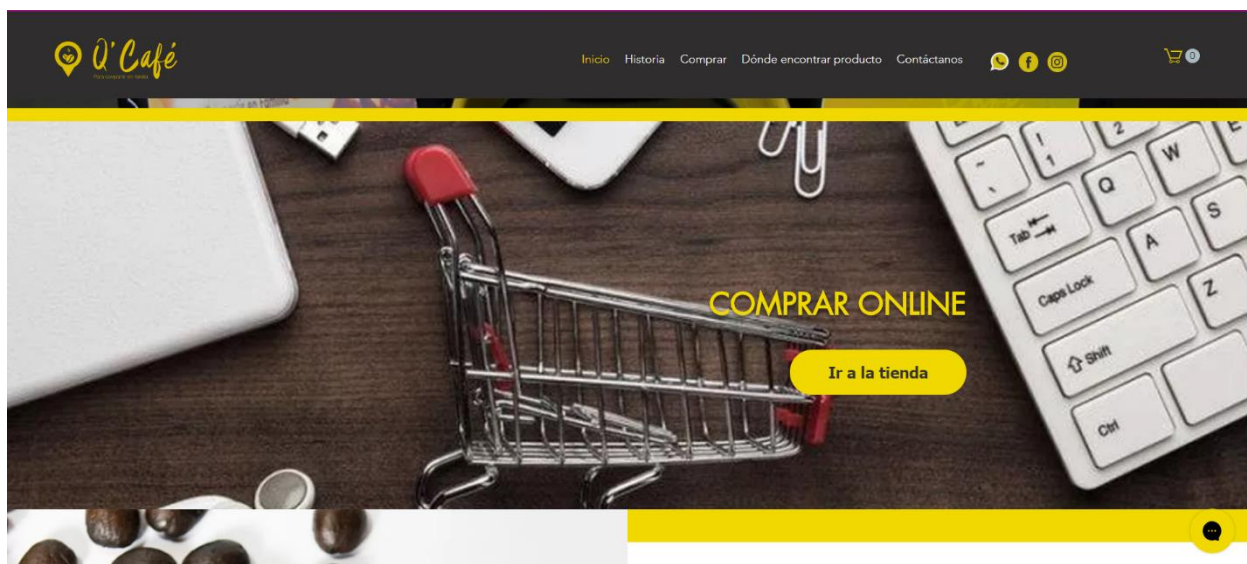 Q'Café
Inicio Historia Comprar Dónde encontrar producto Contáctanos
0
COMPRAR ONLINE
Ir a la tienda
~
1
2
W
E
Q
S
Tab
A
Caps Lock
Z
Shift
Ctrl